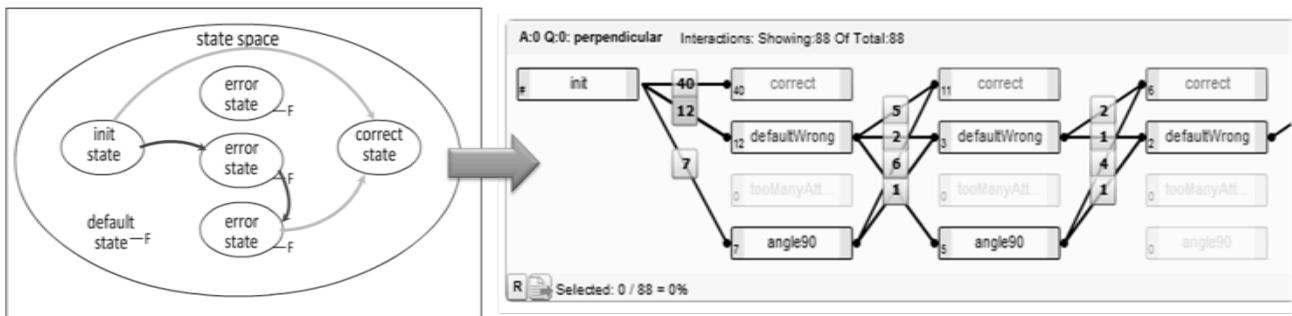 state space
error
state
F
init
state
error
state
F
correct
state
error
state
F
default
state
F
A:0 Q:0: perpendicular Interactions: Showing:88 Of Total:88
# init
40
12
7
40 correct
12 defaultWrong
0 tooManyAtt...
7 angle90
5
2
6
1
11 correct
3 defaultWrong
0 tooManyAtt...
5 angle90
2
1
4
1
6 correct
2 defaultWrong
0 tooManyAtt...
0 angle90
R Selected: 0 / 88 = 0%